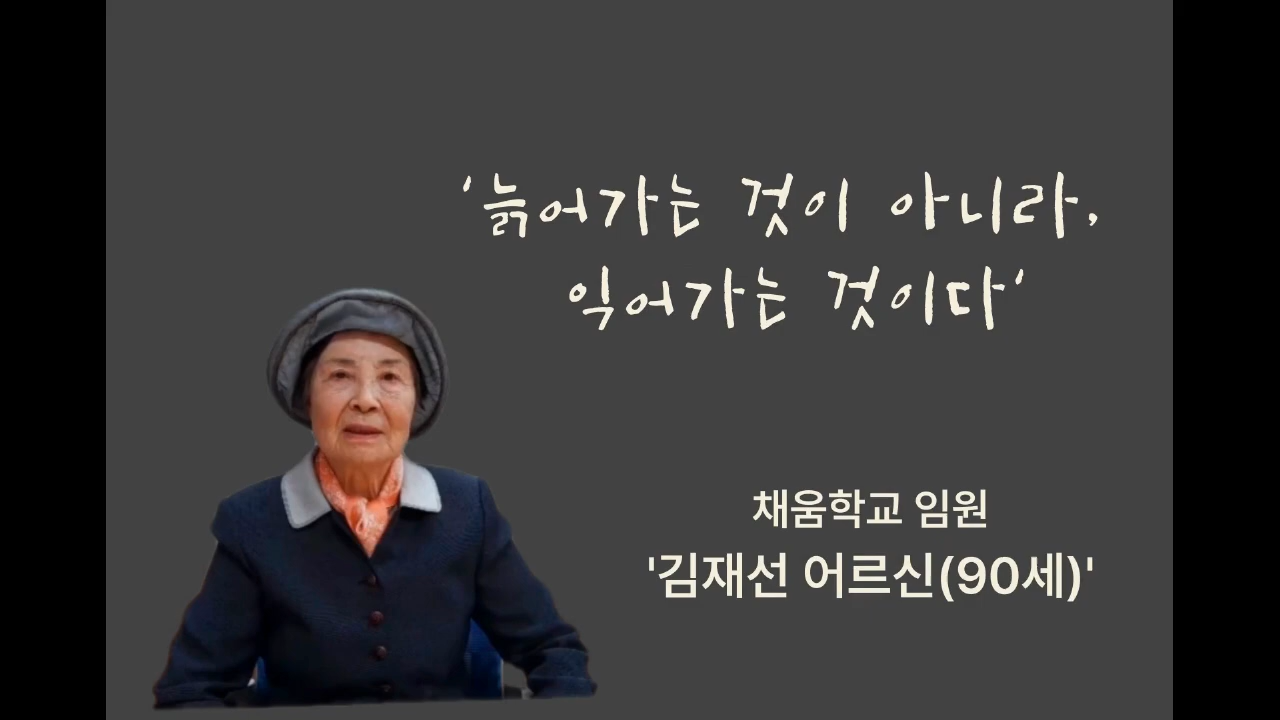 '늙어가는 것이 아니라,
익어가는 것이다'
채움학교 임원
'김재선 어르신(90세)'